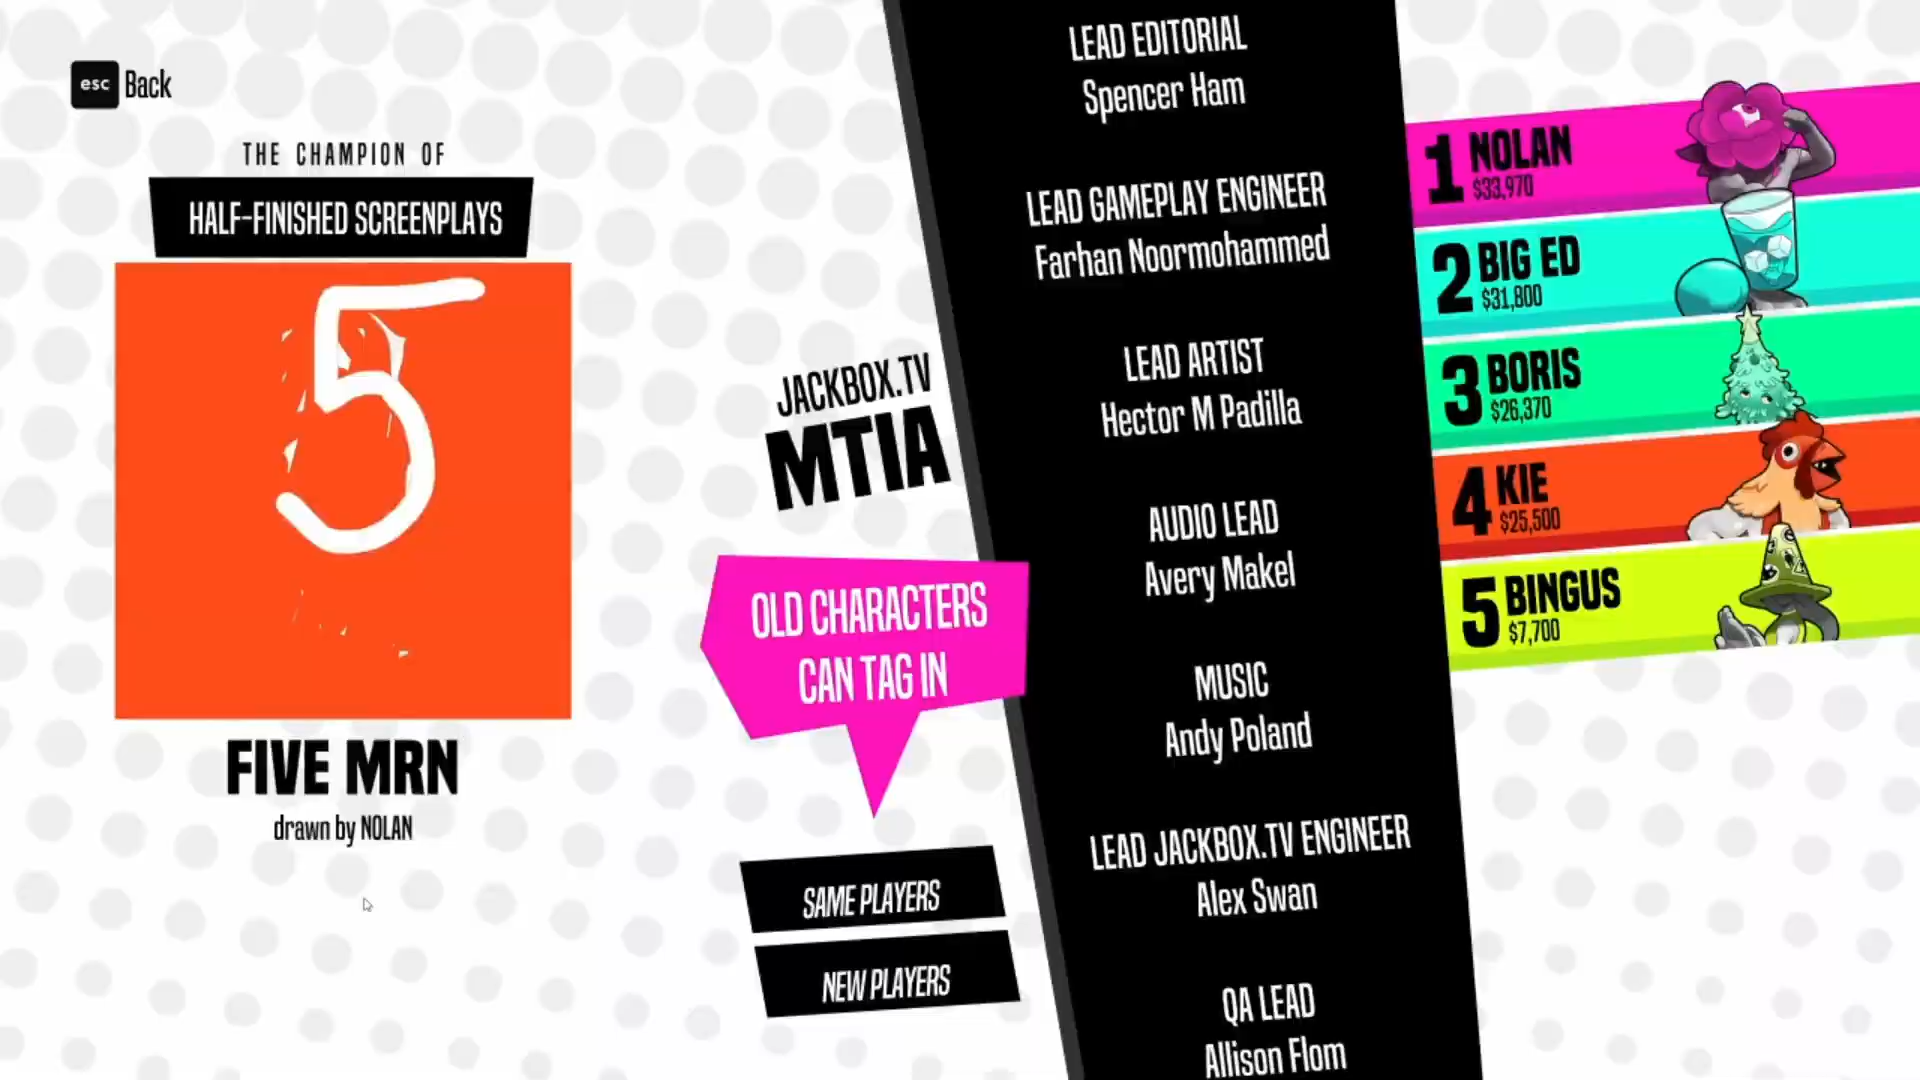 esc Back
THE CHAMPION OF
HALF-FINISHED SCREENPLAYS
5
FIVE MRN
drawn by NOLAN
JACKBOX.TV
MTIA
OLD CHARACTERS
CAN TAG IN
SAME PLAYERS
NEW PLAYERS
LEAD EDITORIAL
Spencer Ham
LEAD GAMEPLAY ENGINEER
Farhan Noormohammed
LEAD ARTIST
Hector M Padilla
AUDIO LEAD
Avery Makel
MUSIC
Andy Poland
LEAD JACKBOX.TV ENGINEER
Alex Swan
QA LEAD
Allison Flom
1 NOLAN
$33,970
2 BIG ED
$31,800
3 BORIS
$26,370
4 KIE
$25,500
5 BINGUS
$7,700